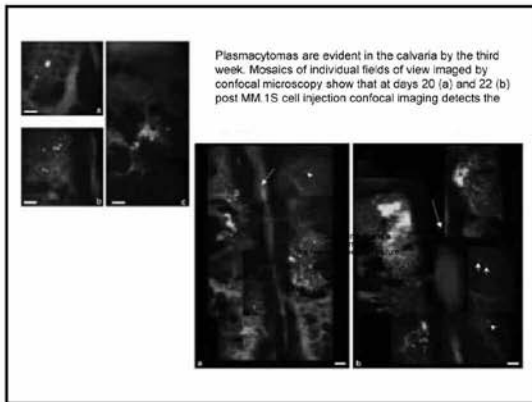 Plasmacytomas are evident in the calvaria by the third
week. Mosaics of individual fields of view imaged by
confocal microscopy show that at days 20 (a) and 22 (b)
post MM.1S cell injection confocal imaging detects the
a
b
c
a
b